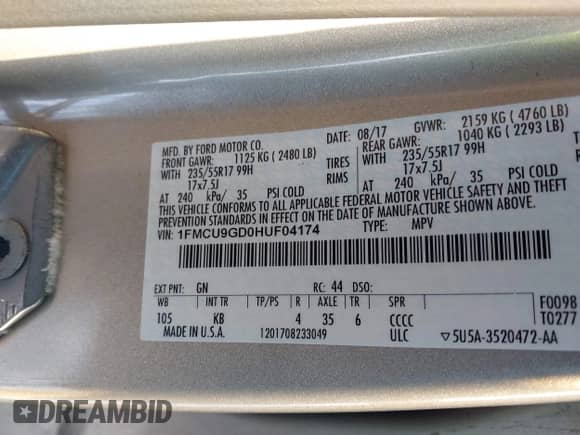 MFD. BY FORD MOTOR CO.
DATE: 08/17 GVWR: 2159 KG ( 4760 LB)
FRONT GAWR: 1125 KG ( 2480 LB) REAR GAWR: 1040 KG ( 2293 LB)
WITH 235/55R17 99H TIRES WITH 235/55R17 99H
17x7.5J RIMS 17x7.5J
AT 240 kPa/ 35 PSI COLD AT 240 kPa/ 35 PSI COLD
THIS VEHICLE CONFORMS TO ALL APPLICABLE FEDERAL MOTOR VEHICLE SAFETY AND THEFT
PREVENTION STANDARDS IN EFFECT ON THE DATE OF MANUFACTURE SHOWN ABOVE.
VIN: 1FMCU9GD0HUF04174 TYPE: MPV
EXT PNT: GN RC: 44 DSO:
WB INT TR TP/PS R AXLE TR SPR
105 KB 4 35 6 CCCC
F0098
T0277
MADE IN U.S.A. 1201708233049 ULC ▽5U5A-3520472-AA
DREAMBID